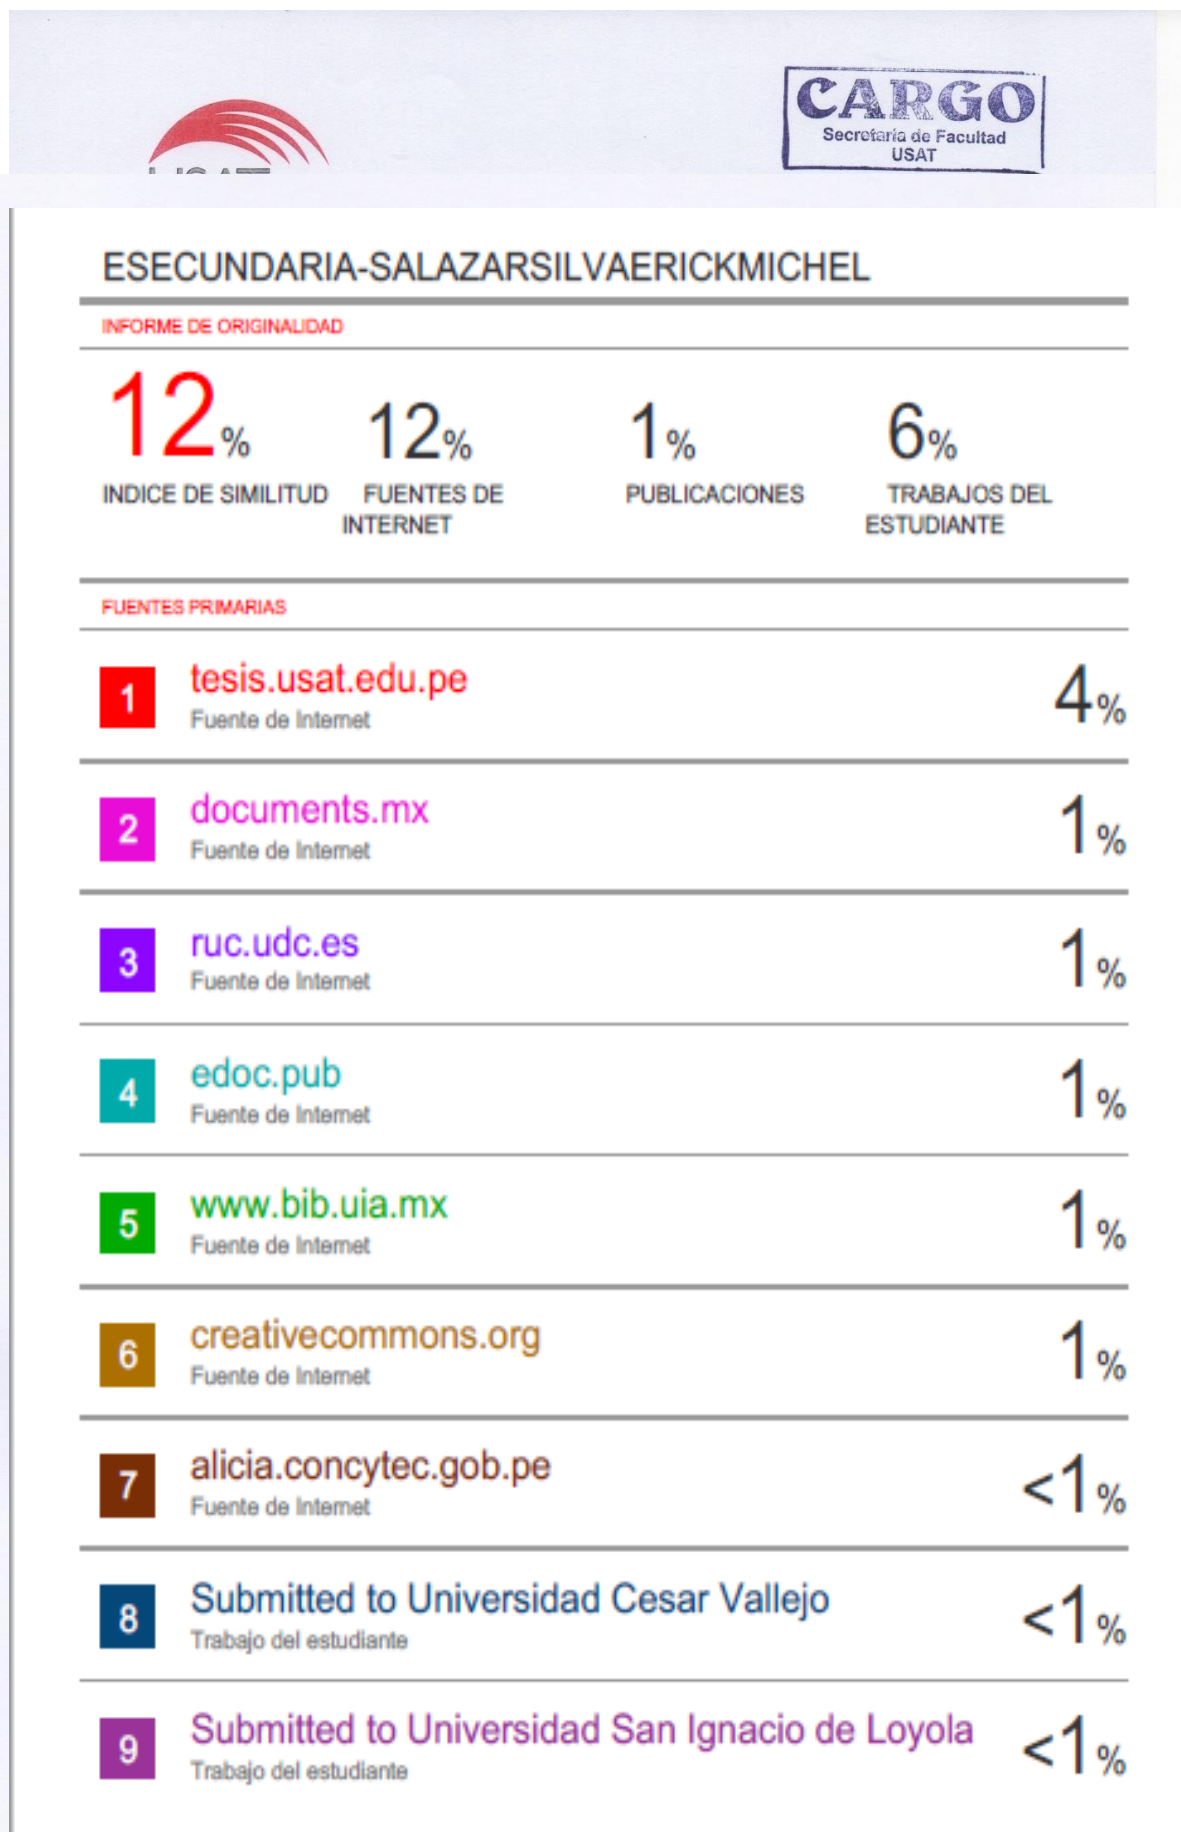 CARGO
Secretaria de Facultad
USAT
USAT
ESECUNDARIA-SALAZARSILVAERICKMICHEL
INFORME DE ORIGINALIDAD
12% 12% 1% 6%
INDICE DE SIMILITUD FUENTES DE PUBLICACIONES TRABAJOS DEL
INTERNET ESTUDIANTE
FUENTES PRIMARIAS
1 tesis.usat.edu.pe 4%
Fuente de Internet
2 documents.mx 1%
Fuente de Internet
3 ruc.udc.es 1%
Fuente de Internet
4 edoc.pub 1%
Fuente de Internet
5 www.bib.uia.mx 1%
Fuente de Internet
6 creativecommons.org 1%
Fuente de Internet
7 alicia.concytec.gob.pe <1%
Fuente de Internet
8 Submitted to Universidad Cesar Vallejo <1%
Trabajo del estudiante
9 Submitted to Universidad San Ignacio de Loyola <1%
Trabajo del estudiante